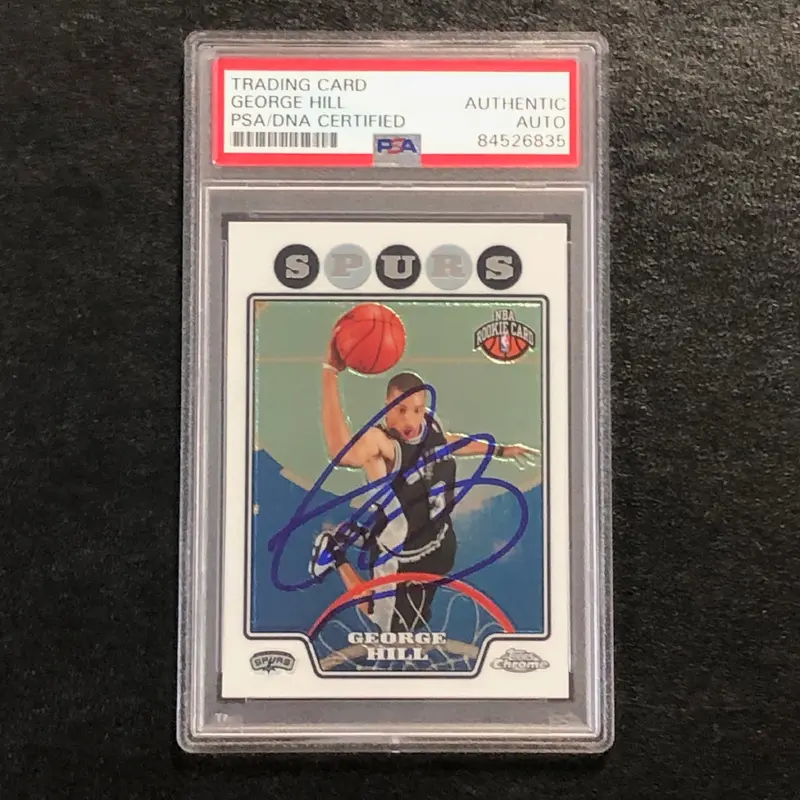 TRADING CARD
GEORGE HILL
PSA/DNA CERTIFIED
AUTHENTIC
AUTO
84526835
PSA
SPURS
NBA
ROOKIE CARD
3
GEORGE
HILL
SPURS
Topps
Chrome